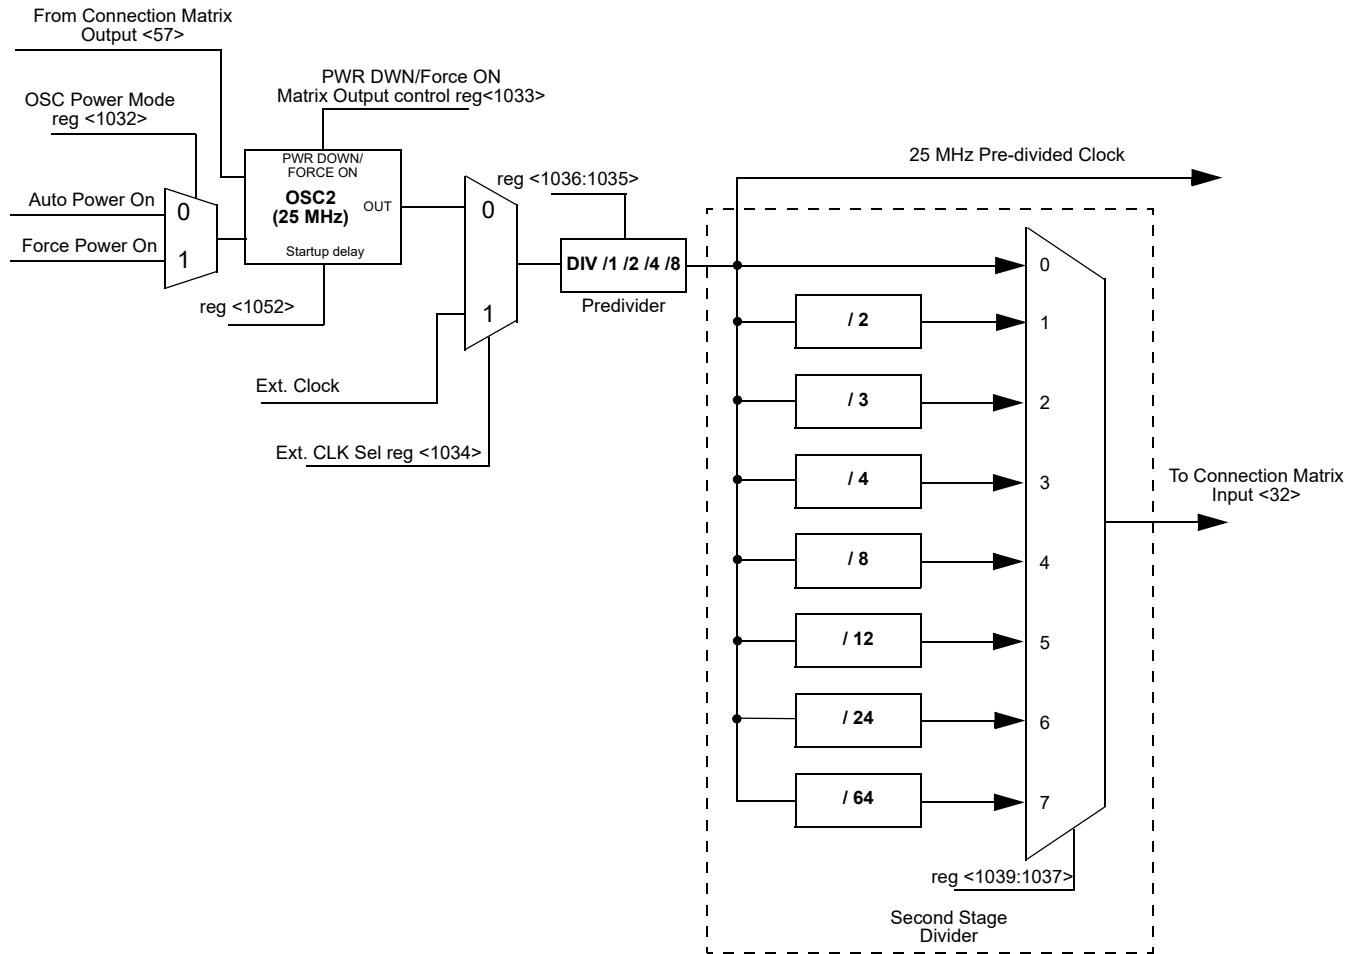 From Connection Matrix
Output <57>
PWR DWN/Force ON
Matrix Output control reg<1033>
OSC Power Mode
reg <1032>
Auto Power On
Force Power On
0
1
PWR DOWN/
FORCE ON
OSC2
(25 MHz)
OUT
Startup delay
reg <1052>
0
1
Ext. Clock
Ext. CLK Sel reg <1034>
reg <1036:1035>
DIV /1 /2 /4 /8
Predivider
25 MHz Pre-divided Clock
0
/ 2
1
/ 3
2
/ 4
3
/ 8
4
/ 12
5
/ 24
6
/ 64
7
To Connection Matrix
Input <32>
reg <1039:1037>
Second Stage
Divider